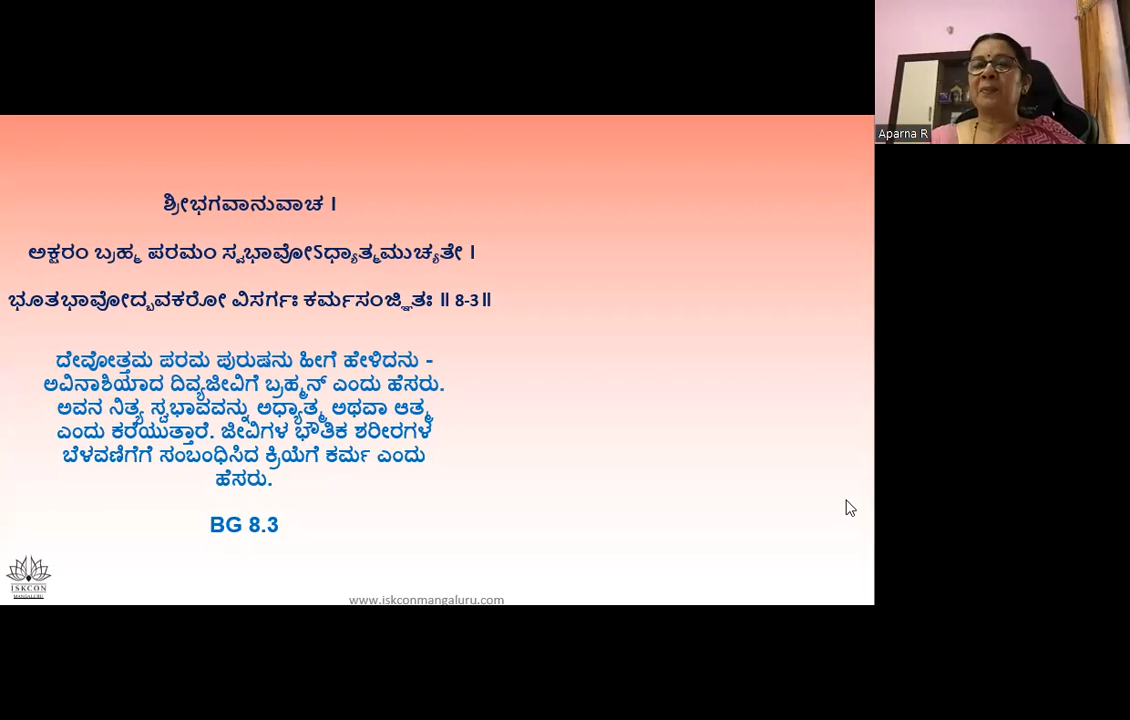 Aparna R
ಶ್ರೀಭಗವಾನುವಾಚ ।
ಅಕ್ಷರಂ ಬ್ರಹ್ಮ ಪರಮಂ ಸ್ವಭಾವೋಽಧ್ಯಾತ್ಮಮುಚ್ಯತೇ ।
ಭೂತಭಾವೋದ್ಭವಕರೋ ವಿಸರ್ಗಃ ಕರ್ಮಸಂಜ್ಞಿತಃ ॥ 8-3॥
ದೇವೋತ್ತಮ ಪರಮ ಪುರುಷನು ಹೀಗೆ ಹೇಳಿದನು -
ಅವಿನಾಶಿಯಾದ ದಿವ್ಯಜೀವಿಗೆ ಬ್ರಹ್ಮನ್ ಎಂದು ಹೆಸರು.
ಅವನ ನಿತ್ಯ ಸ್ವಭಾವವನ್ನು ಅಧ್ಯಾತ್ಮ ಅಥವಾ ಆತ್ಮ
ಎಂದು ಕರೆಯುತ್ತಾರೆ. ಜೀವಿಗಳ ಭೌತಿಕ ಶರೀರಗಳ
ಬೆಳವಣಿಗೆಗೆ ಸಂಬಂಧಿಸಿದ ಕ್ರಿಯೆಗೆ ಕರ್ಮ ಎಂದು
ಹೆಸರು.
BG 8.3
ISKCON
MANGALURU
www.iskconmangaluru.com